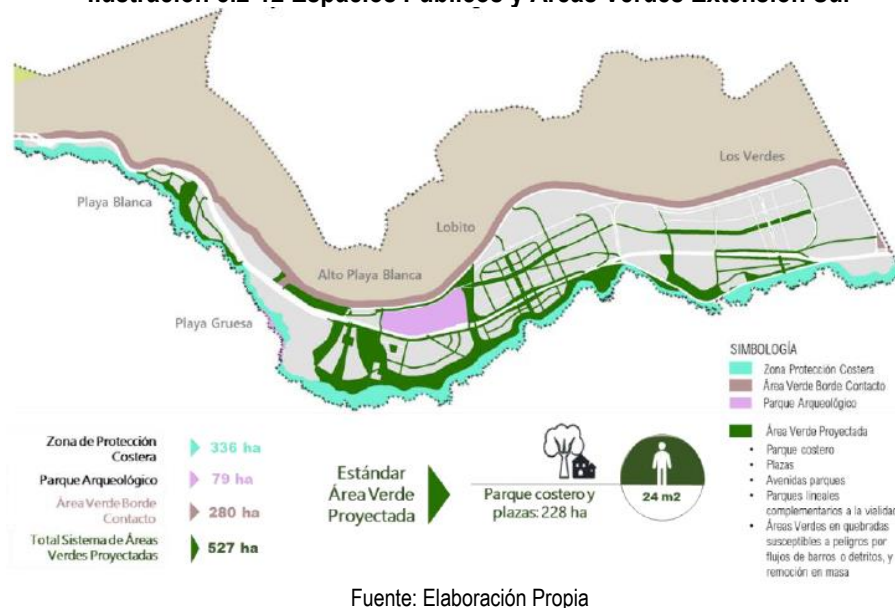 Ilustración 6.2-12 Espacios Públicos y Áreas Verdes Extensión Sur
Los Verdes
Playa Blanca
Lobito
Alto Playa Blanca
Playa Gruesa
SIMBOLOGÍA
Zona Protección Costera
Área Verde Borde Contacto
Parque Arqueológico
Área Verde Proyectada
• Parque costero
• Plazas
• Avenidas parques
• Parques lineales
complementarios a la vialidad
• Áreas Verdes en quebradas
susceptibles a peligros por
flujos de barros o detritos, y
remoción en masa
Zona de Protección
Costera
336 ha
Parque Arqueológico
79 ha
Área Verde Borde
Contacto
280 ha
Total Sistema de Áreas
Verdes Proyectadas
527 ha
Estándar
Área Verde
Proyectada
Parque costero y
plazas: 228 ha
24 m2
Fuente: Elaboración Propia